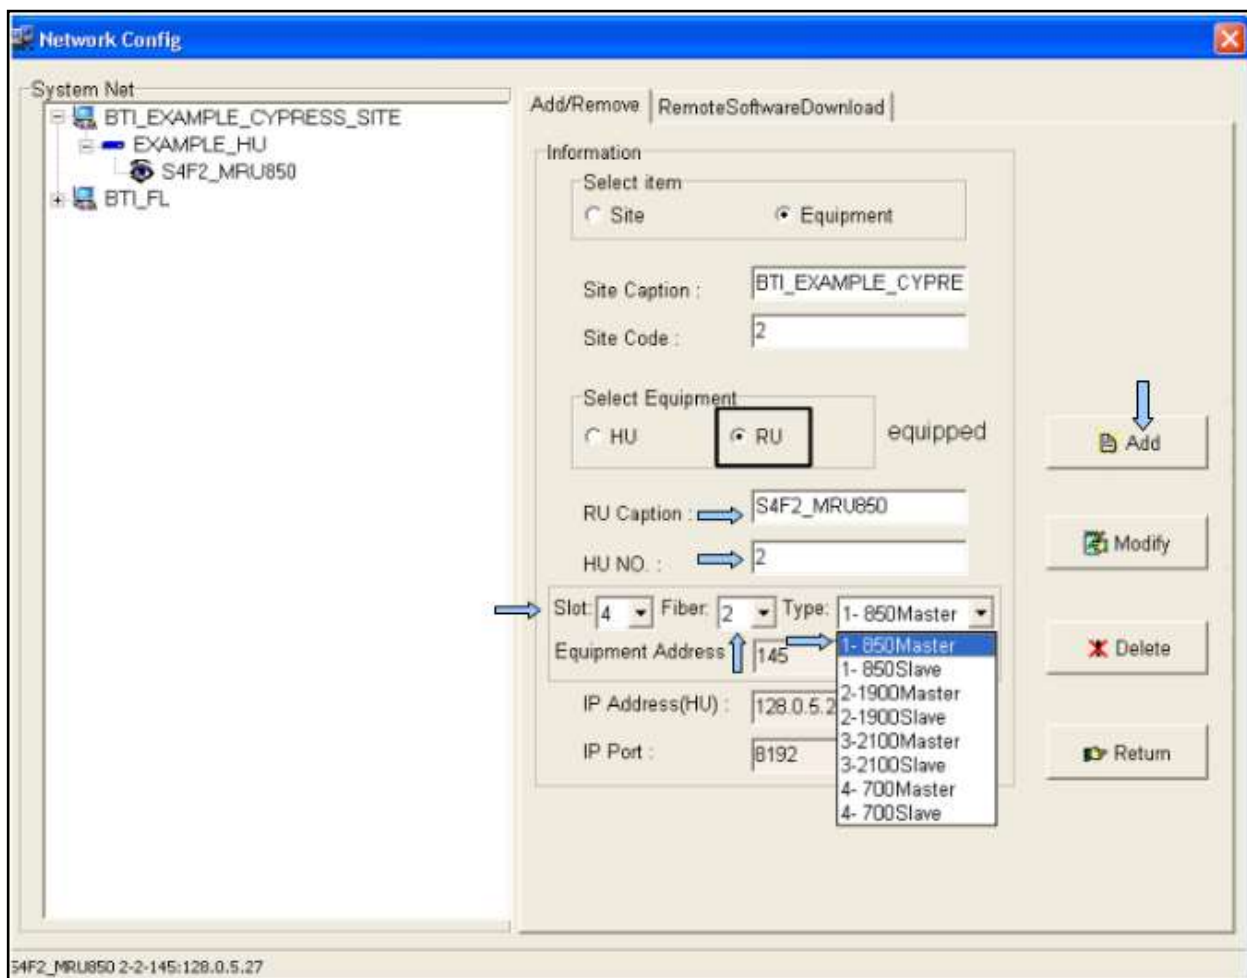 Network Config
System Net
BTI_EXAMPLE_CYPRESS_SITE
EXAMPLE_HU
S4F2_MRU850
BTI_FL
Add/Remove
RemoteSoftwareDownload
Information
Select item
Site
Equipment
Site Caption :
BTI_EXAMPLE_CYPRE
Site Code :
2
Select Equipment
HU
RU
equipped
RU Caption :
S4F2_MRU850
HU NO. :
2
Slot: 4 Fiber: 2 Type: 1- 850Master
Equipment Address 145
1- 850Master
1- 850Slave
2-1900Master
2-1900Slave
3-2100Master
3-2100Slave
4- 700Master
4- 700Slave
IP Address(HU) :
128.0.5.2
IP Port :
8192
Add
Modify
Delete
Return
S4F2_MRU850 2-2-145:128.0.5.27